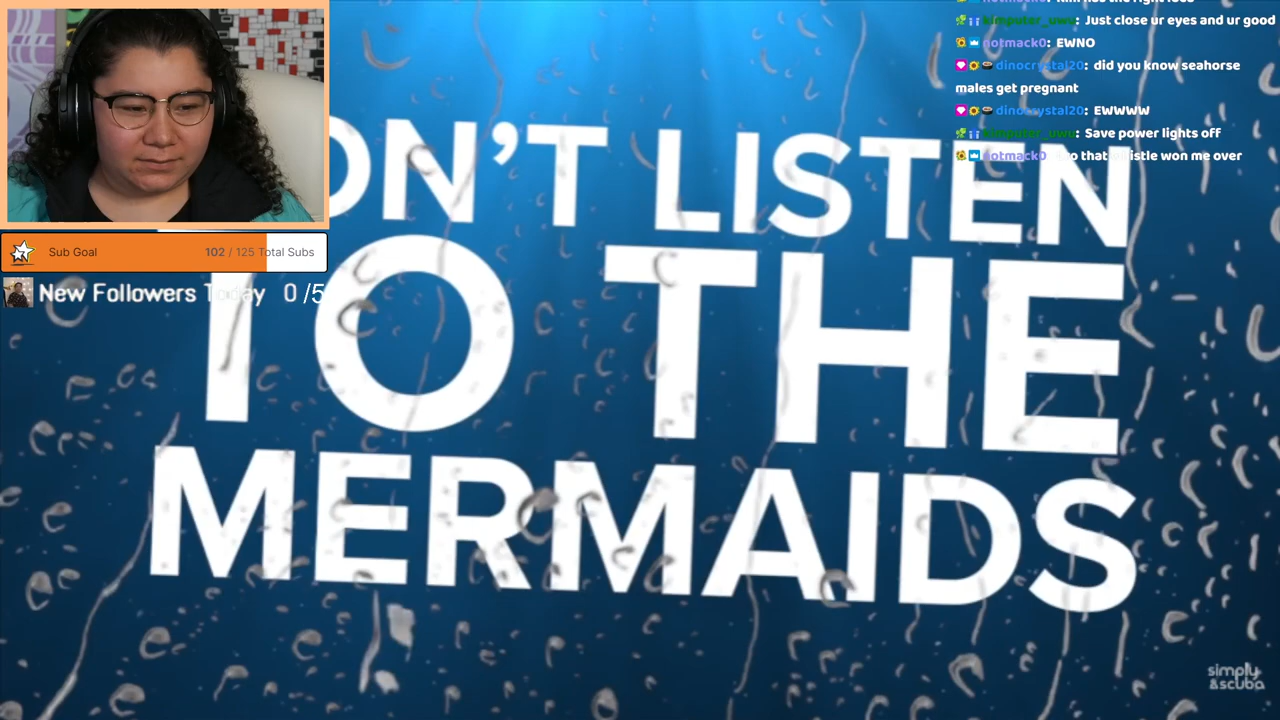 Just close ur eyes and ur good
notmack0: EWNO
dinocrystal20: did you know seahorse
males get pregnant
dinocrystal20: EWWWW
Save power lights off
notmack0: that whistle won me over
ON'T LISTEN
TO THE
MERMAIDS
Sub Goal 102 / 125 Total Subs
New Followers Today 0 /5
simply
&scuba